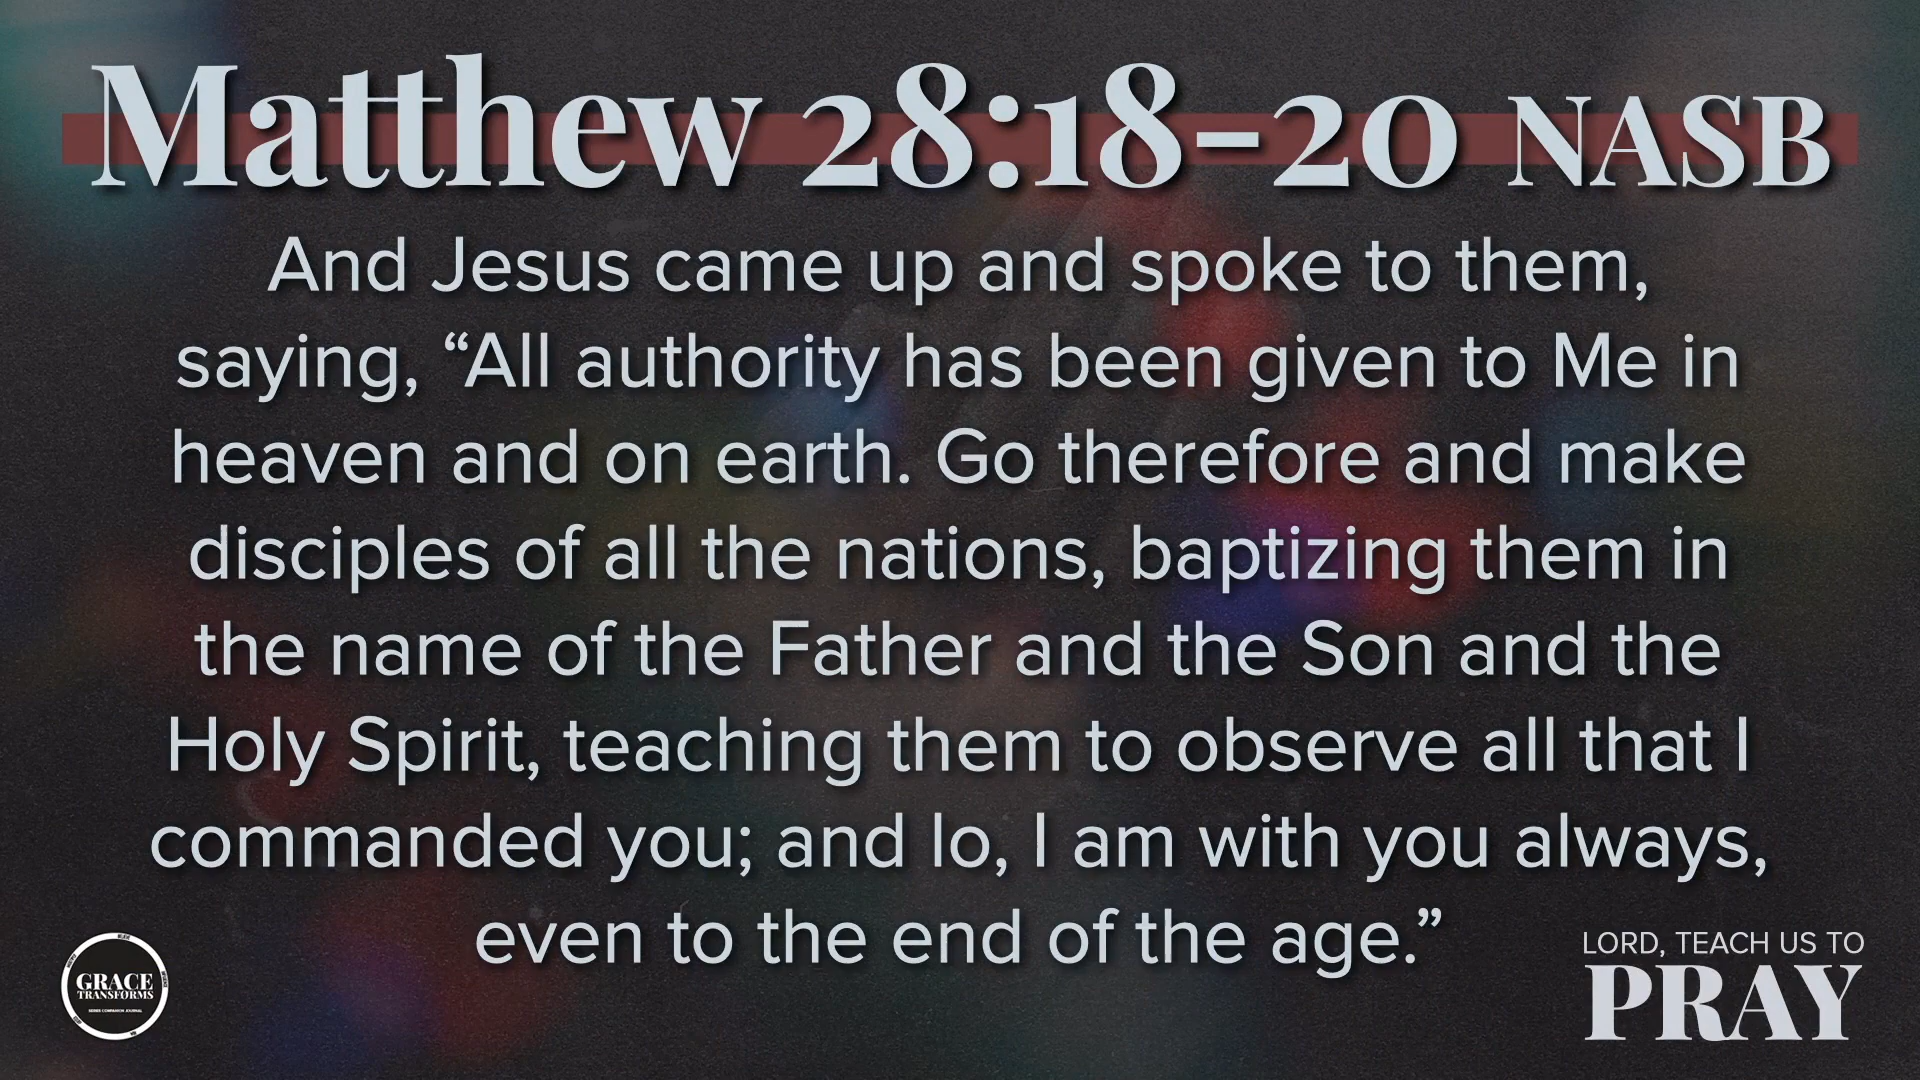 Matthew 28:18-20 NASB
And Jesus came up and spoke to them,
saying, “All authority has been given to Me in
heaven and on earth. Go therefore and make
disciples of all the nations, baptizing them in
the name of the Father and the Son and the
Holy Spirit, teaching them to observe all that I
commanded you; and lo, I am with you always,
even to the end of the age.”
GRACE
TRANSFORMS
SERIES COMPANION JOURNAL
LORD, TEACH US TO
PRAY